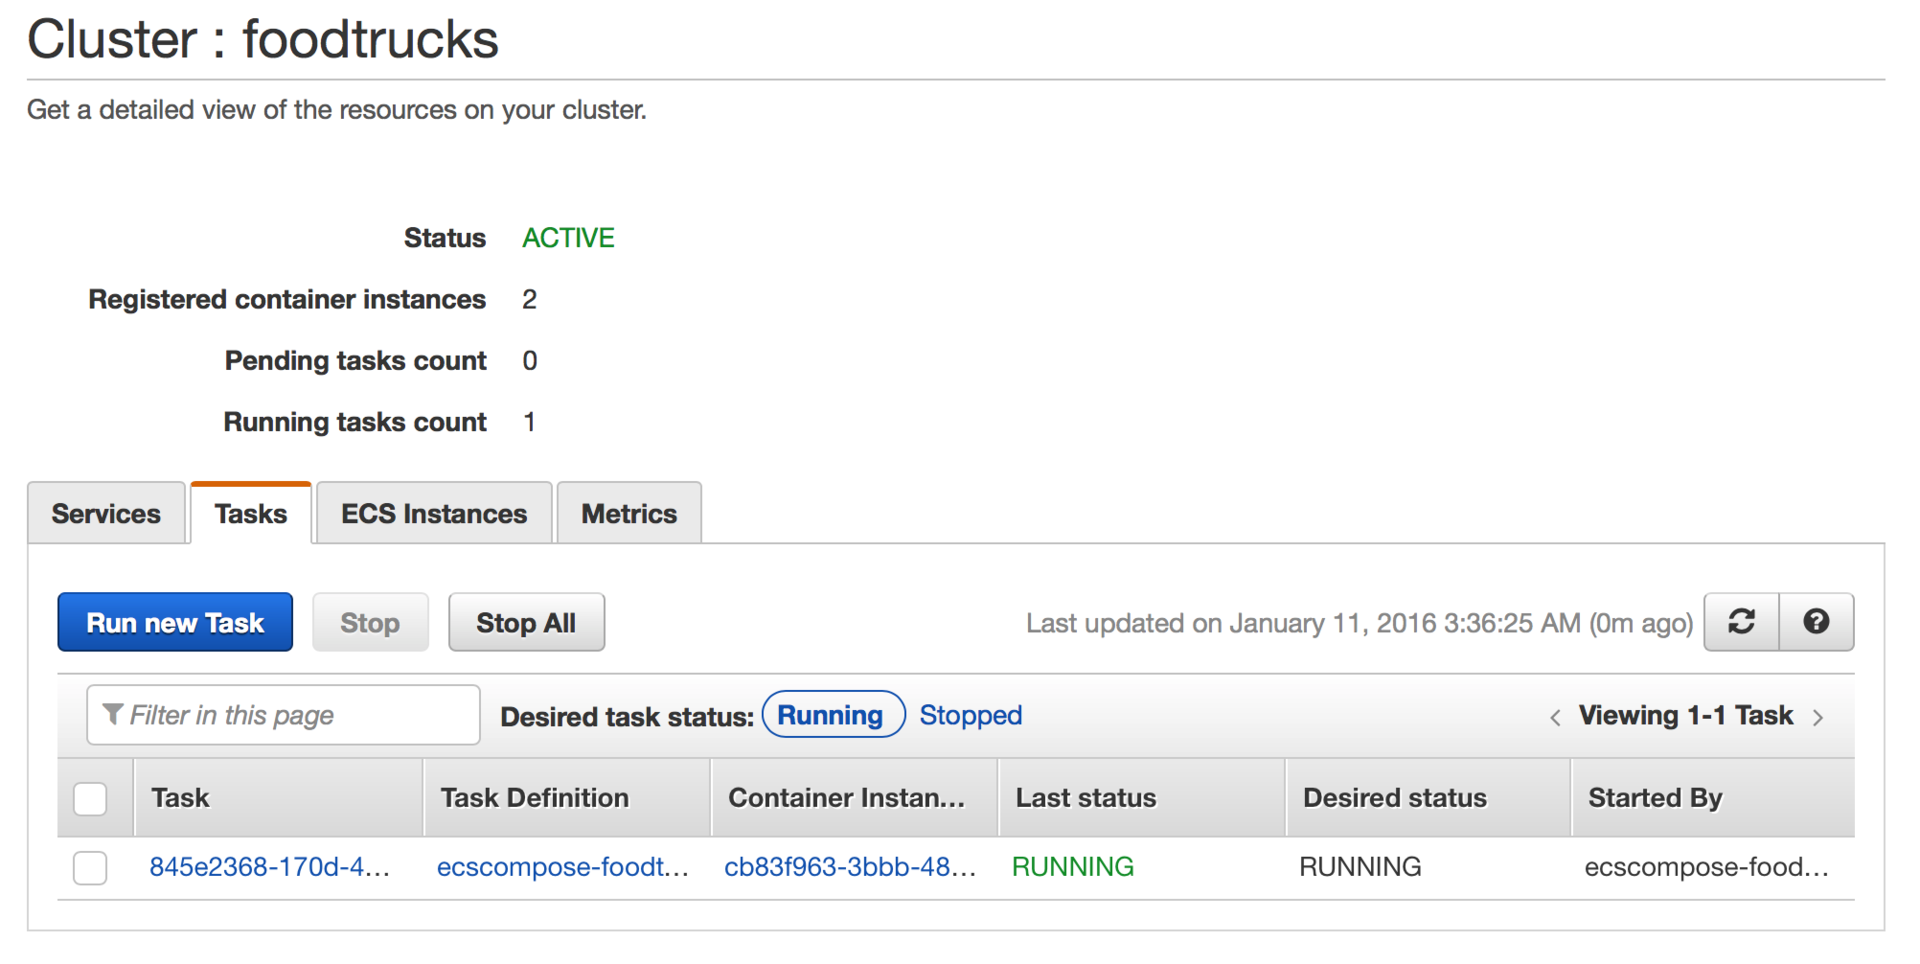 Cluster : foodtrucks
Get a detailed view of the resources on your cluster.
Status ACTIVE
Registered container instances 2
Pending tasks count 0
Running tasks count 1
Services Tasks ECS Instances Metrics
Run new Task Stop Stop All Last updated on January 11, 2016 3:36:25 AM (0m ago)
Filter in this page Desired task status: Running Stopped < Viewing 1-1 Task >
Task Task Definition Container Instan... Last status Desired status Started By
845e2368-170d-4... ecscompose-foodt... cb83f963-3bbb-48... RUNNING RUNNING ecscompose-food...